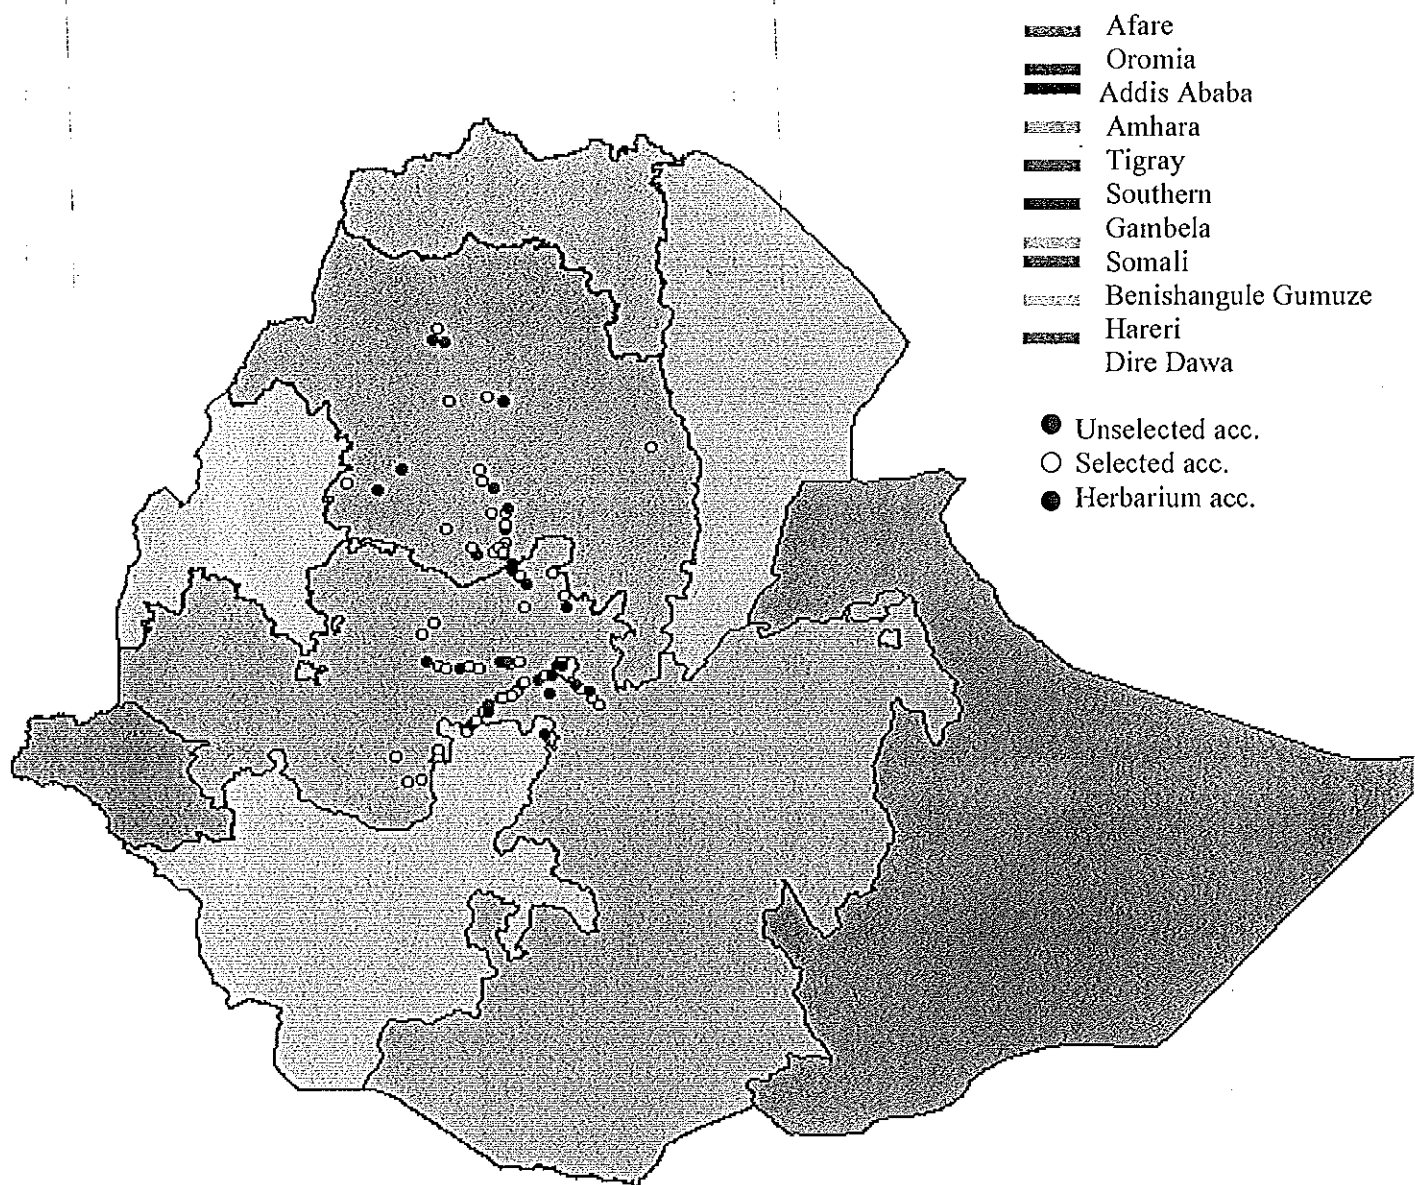 Afare
Oromia
Addis Ababa
Amhara
Tigray
Southern
Gambela
Somali
Benishangule Gumuze
Hareri
Dire Dawa
Unselected acc.
Selected acc.
Herbarium acc.